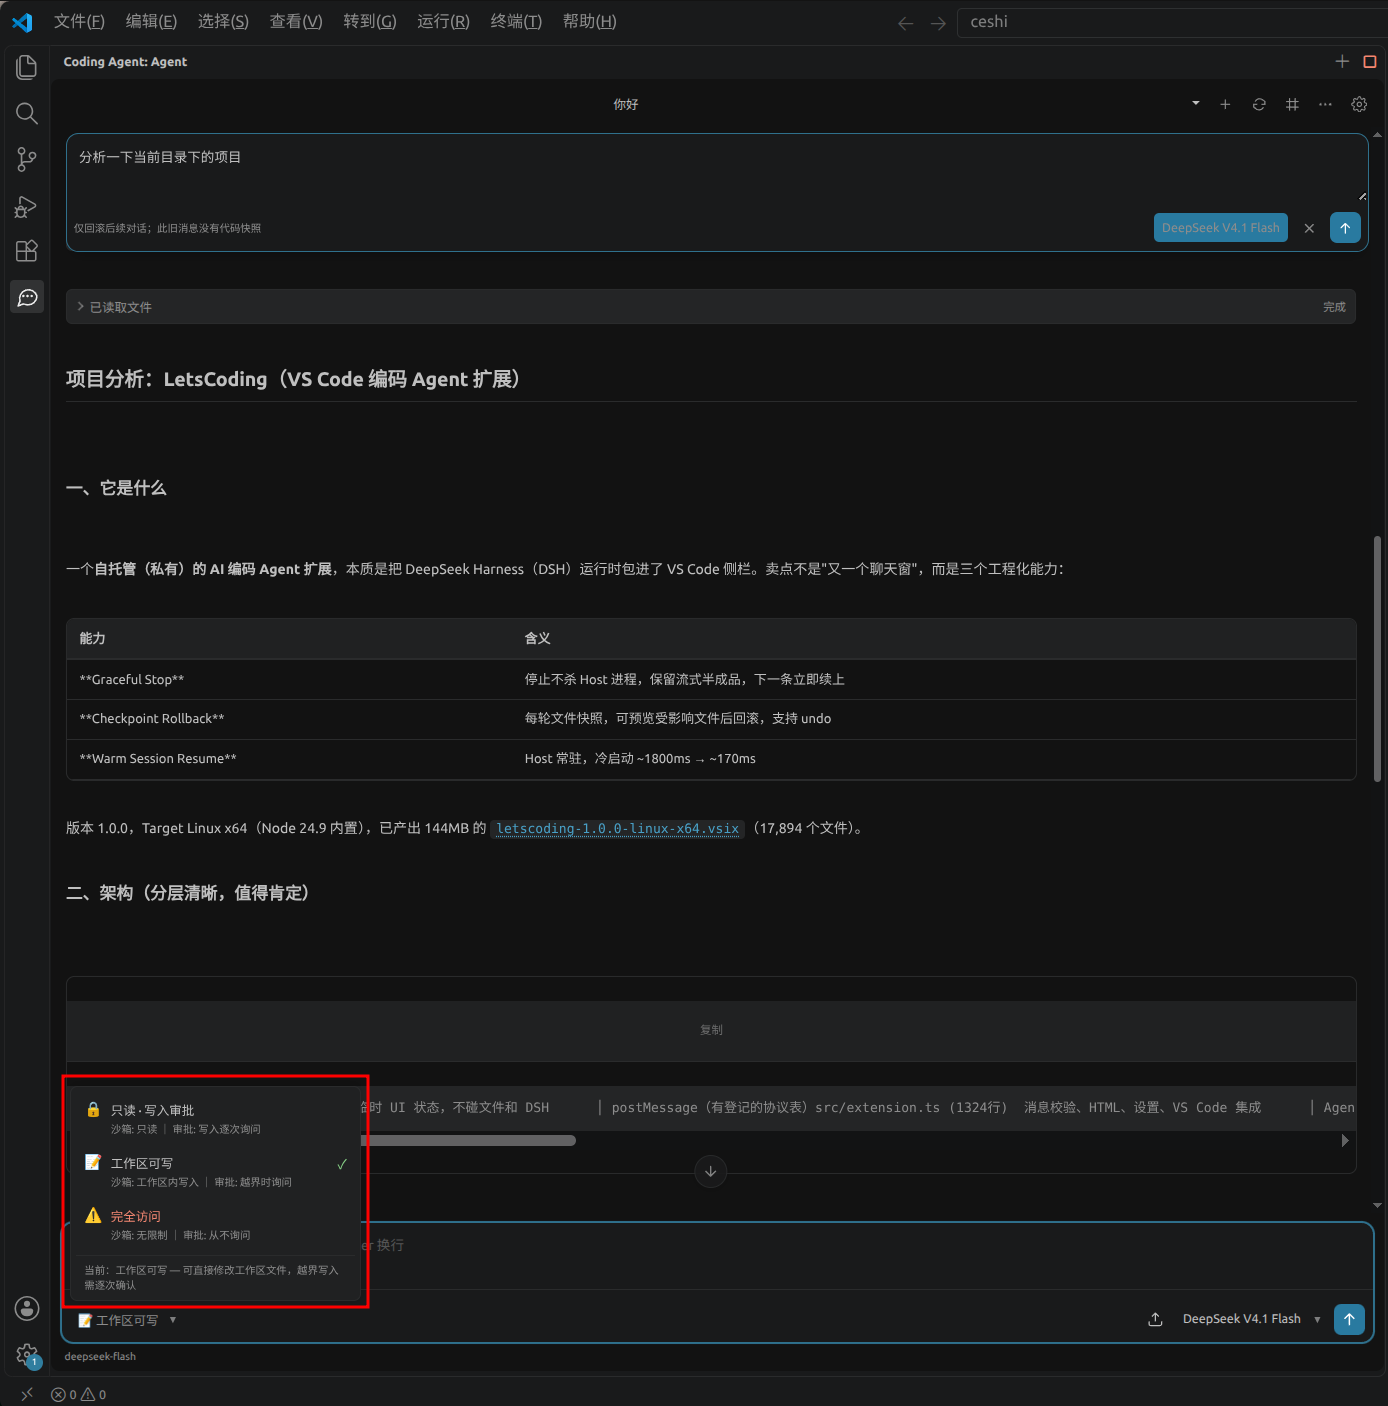 文件(F) 编辑(E) 选择(S) 查看(V) 转到(G) 运行(R) 终端(T) 帮助(H) ceshi
Coding Agent: Agent
你好
分析一下当前目录下的项目
仅回滚后续对话；此旧消息没有代码快照
DeepSeek V4.1 Flash
已读取文件
完成
项目分析：LetsCoding（VS Code 编码 Agent 扩展）
一、它是什么
一个自托管（私有）的 AI 编码 Agent 扩展，本质是把 DeepSeek Harness（DSH）运行时包进了 VS Code 侧栏。卖点不是"又一个聊天窗"，而是三个工程化能力：
能力 含义
**Graceful Stop** 停止不杀 Host 进程，保留流式半成品，下一条立即续上
**Checkpoint Rollback** 每轮文件快照，可预览受影响文件后回滚，支持 undo
**Warm Session Resume** Host 常驻，冷启动 ~1800ms → ~170ms
版本 1.0.0，Target Linux x64（Node 24.9 内置），已产出 144MB 的 letscoding-1.0.0-linux-x64.vsix（17,894 个文件）。
二、架构（分层清晰，值得肯定）
复制
时 UI 状态，不碰文件和 DSH │ postMessage（有登记的协议表）src/extension.ts (1324行) 消息校验、HTML、设置、VS Code 集成 │ Agen
只读 · 写入审批
沙箱: 只读 | 审批: 写入逐次询问
工作区可写 ✓
沙箱: 工作区内写入 | 审批: 越界时询问
完全访问
沙箱: 无限制 | 审批: 从不询问
当前：工作区可写 — 可直接修改工作区文件，越界写入
需逐次确认
er 换行
工作区可写
DeepSeek V4.1 Flash
deepseek-flash
1
0 0